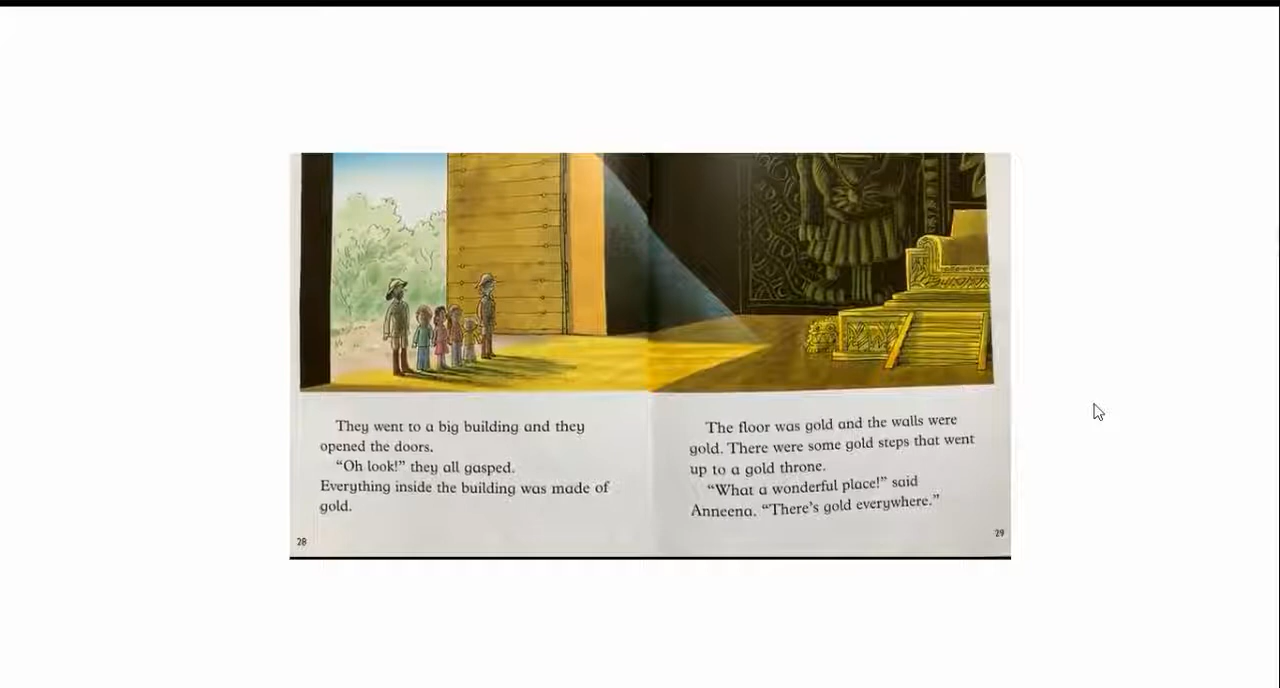 They went to a big building and they
opened the doors.
“Oh look!” they all gasped.
Everything inside the building was made of
gold.
28
The floor was gold and the walls were
gold. There were some gold steps that went
up to a gold throne.
“What a wonderful place!” said
Anneena. “There’s gold everywhere.”
29